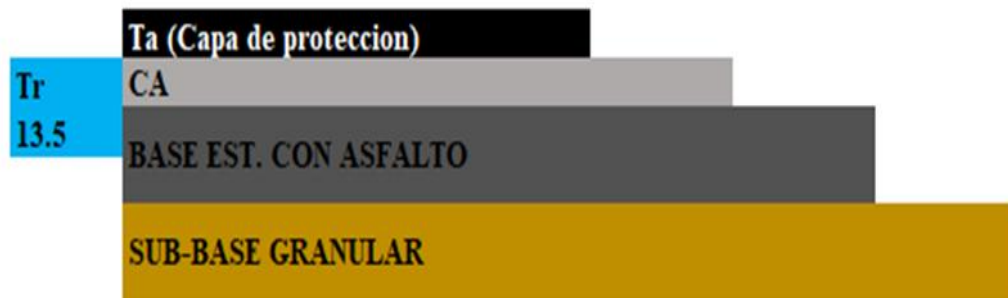 Ta (Capa de proteccion)
Tr
13.5
CA
BASE EST. CON ASFALTO
SUB-BASE GRANULAR